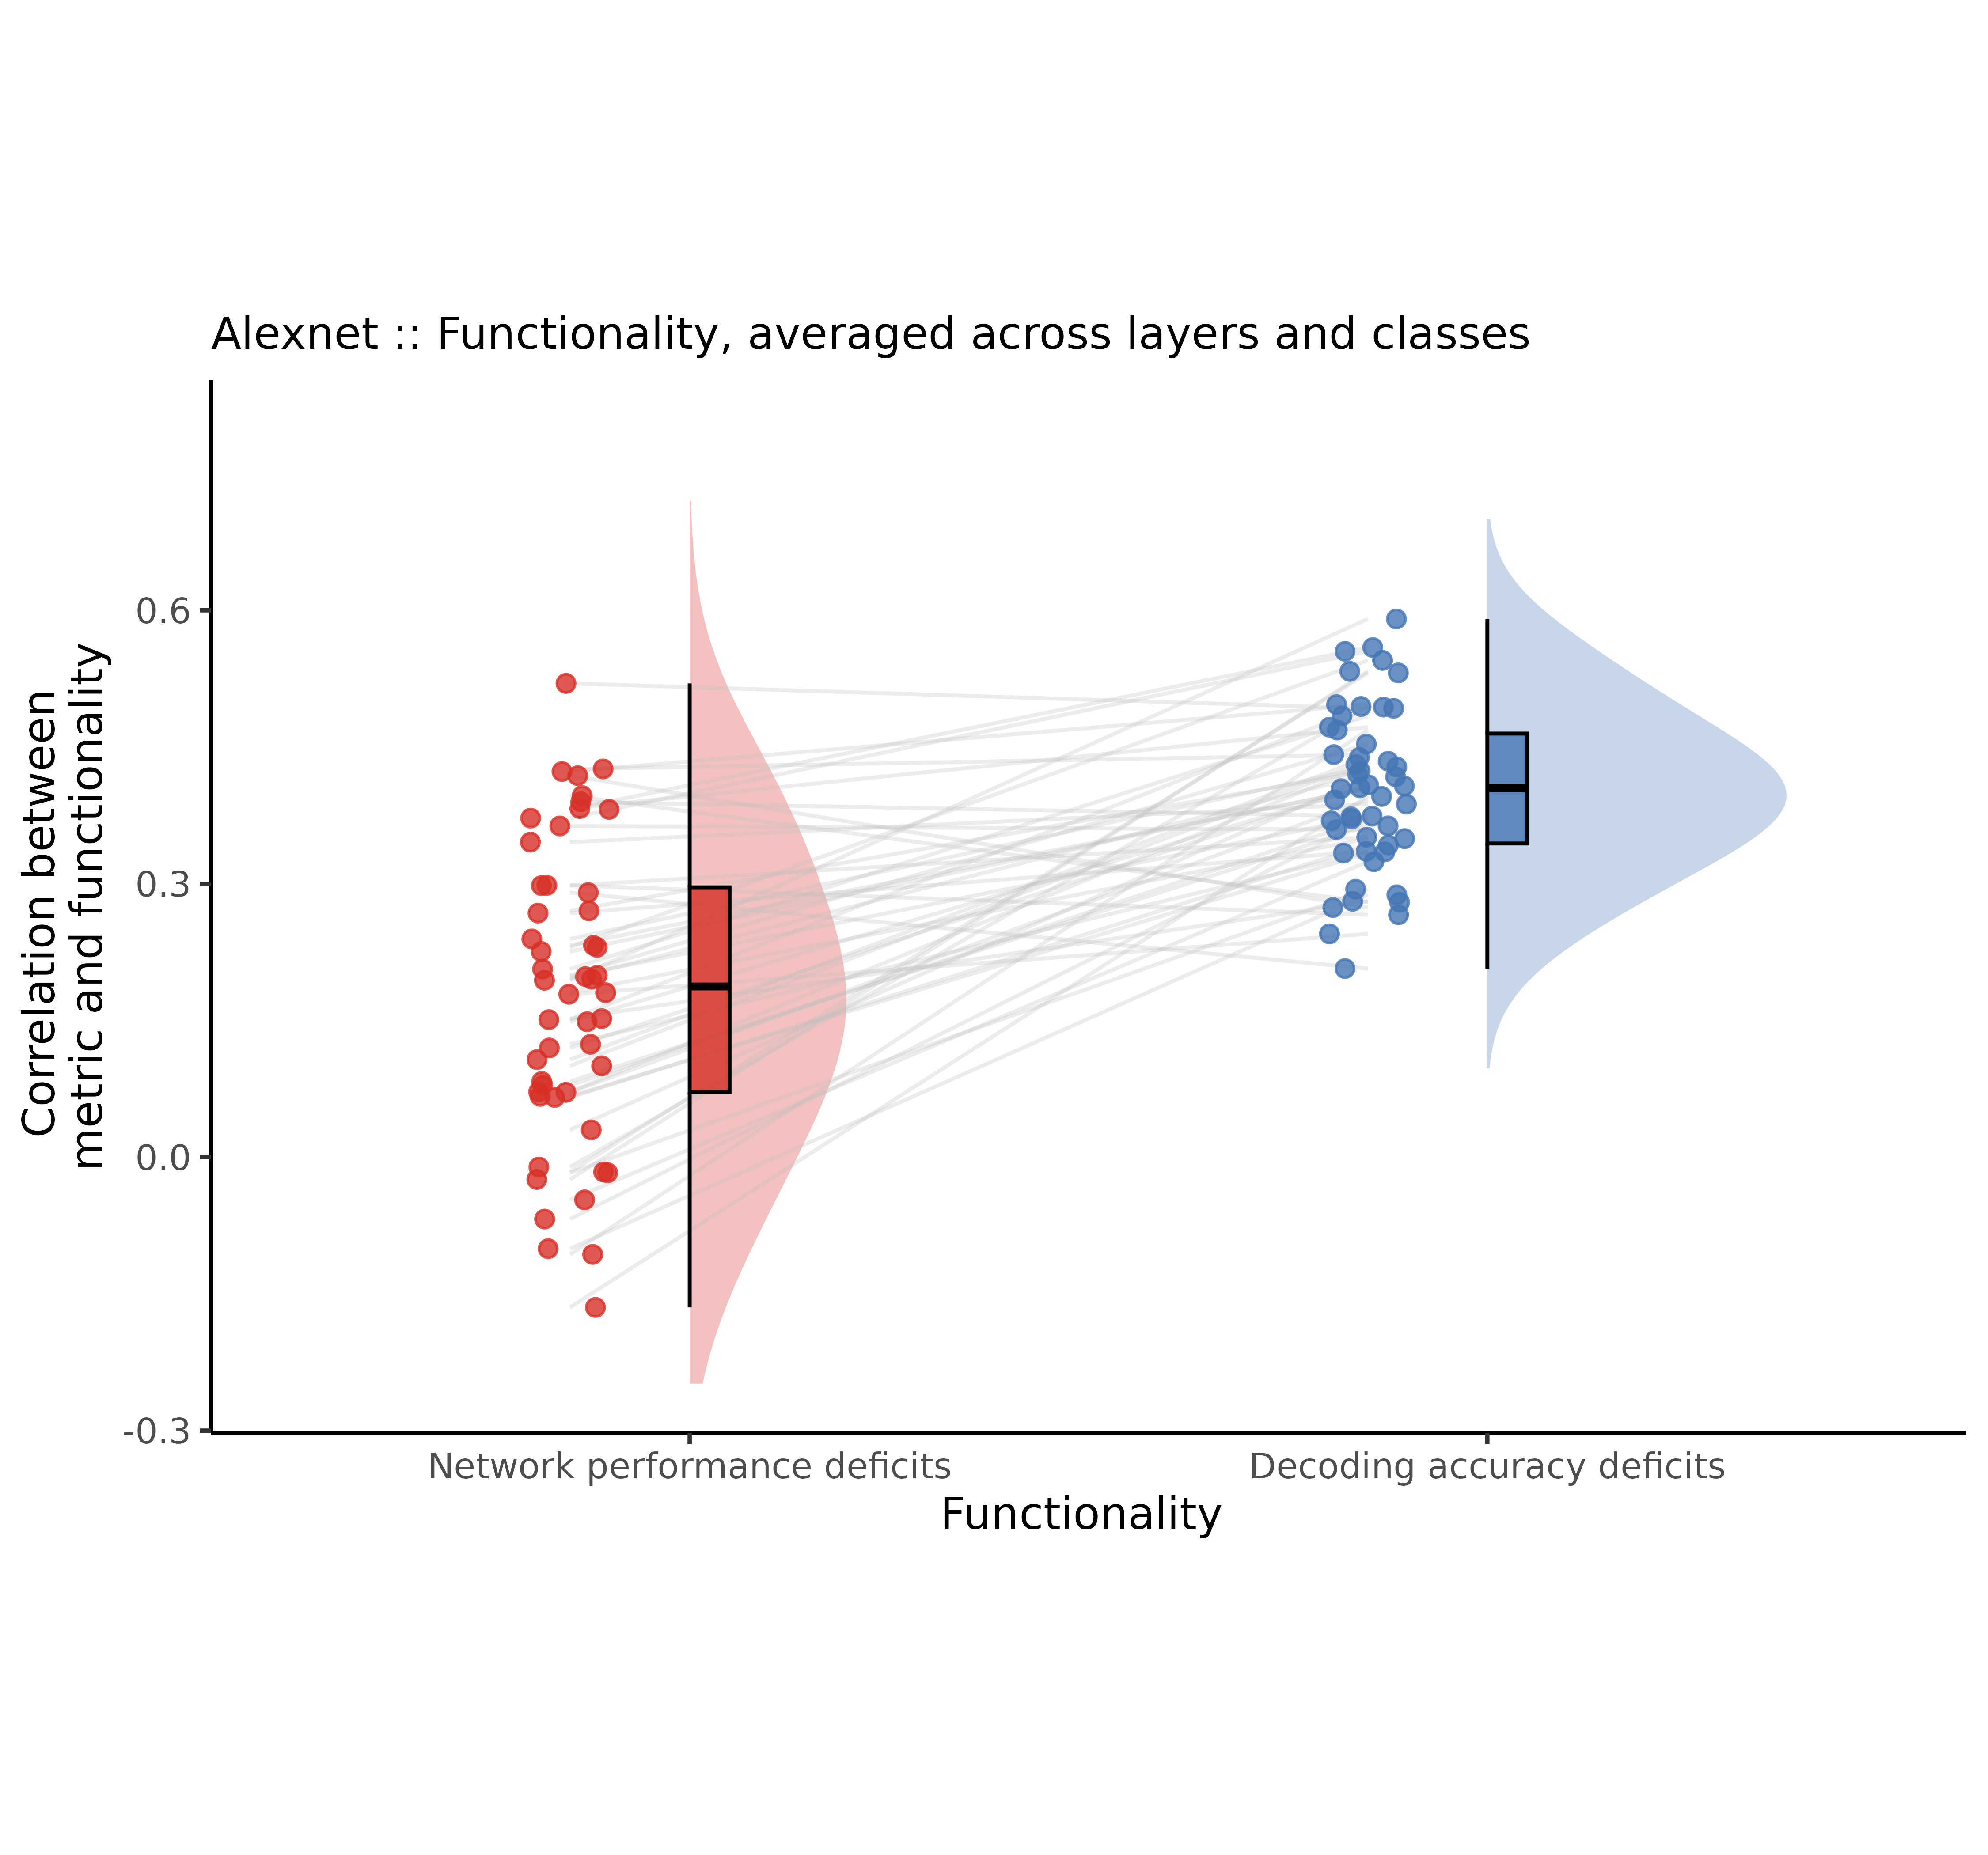 Alexnet :: Functionality, averaged across layers and classes
Correlation between
metric and functionality
0.6
0.3
0.0
-0.3
Network performance deficits
Decoding accuracy deficits
Functionality